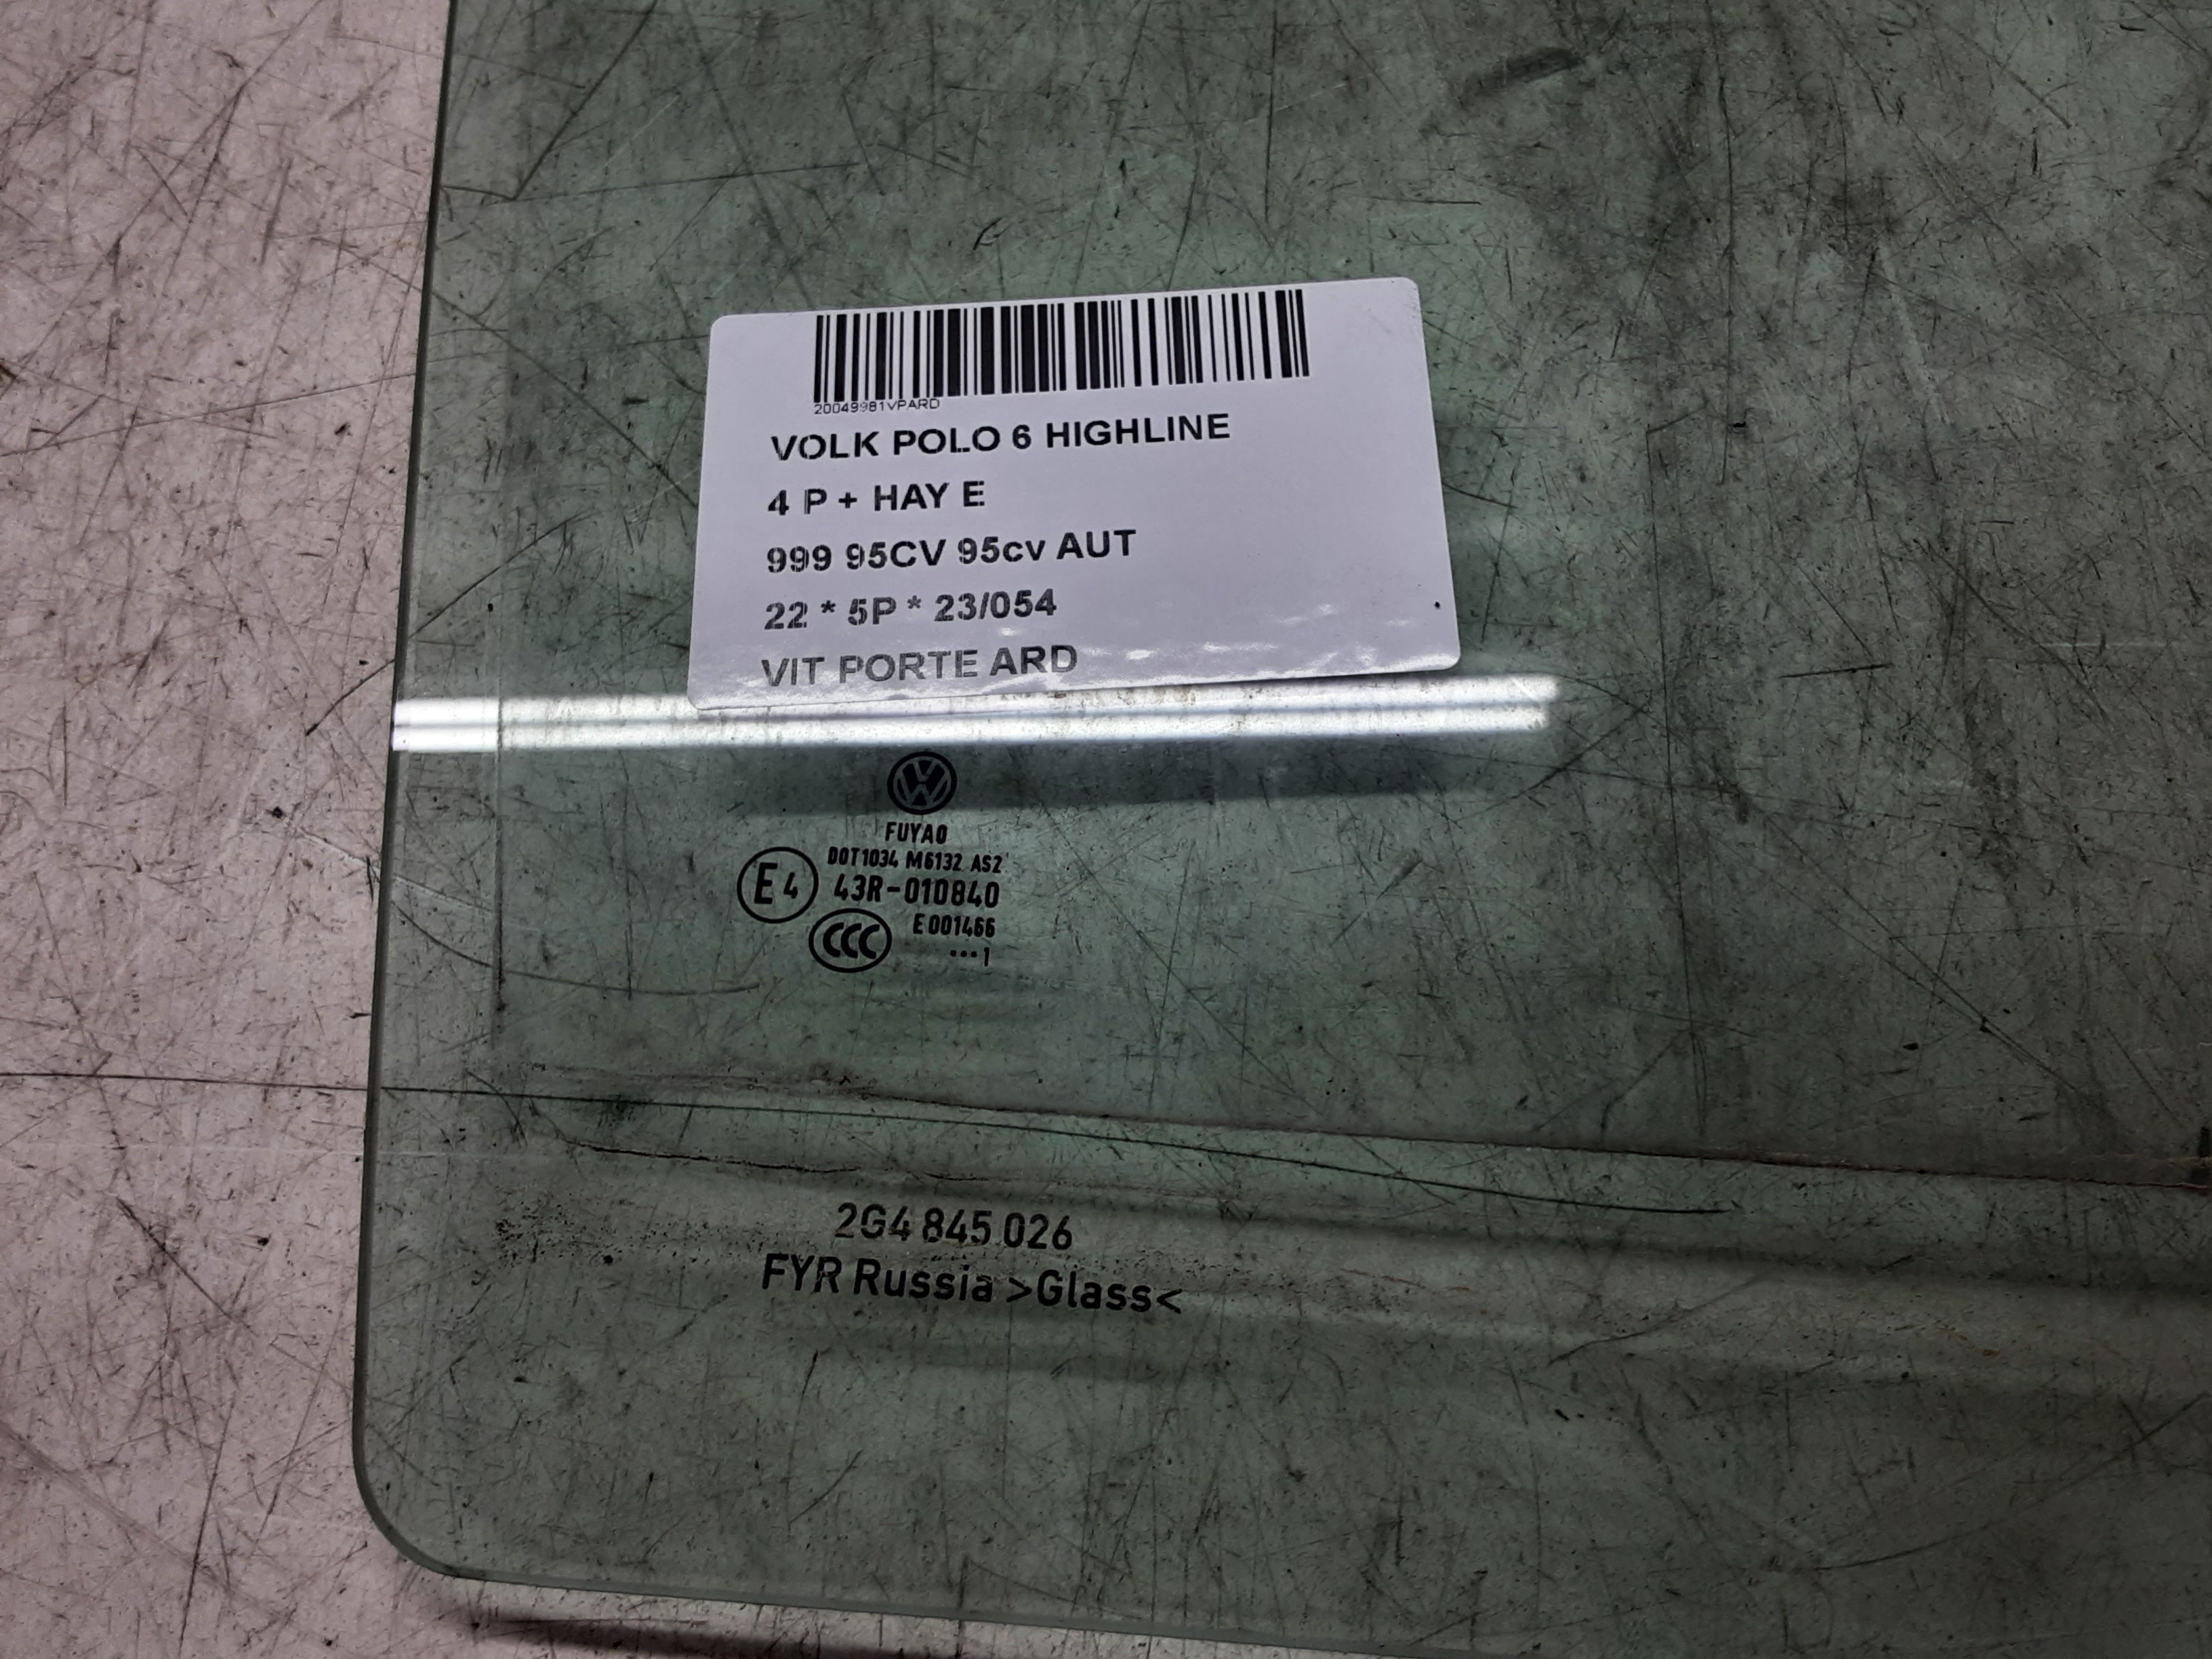 20049981VPARD
VOLK POLO 6 HIGHLINE
4 P + HAY E
999 95CV 95cv AUT
22 * 5P * 23/054
VIT PORTE ARD
FUYAO
DOT1034 M6132 AS2
E4 43R-010840
CCC E001466
...1
2G4 845 026
FYR Russia >Glass<